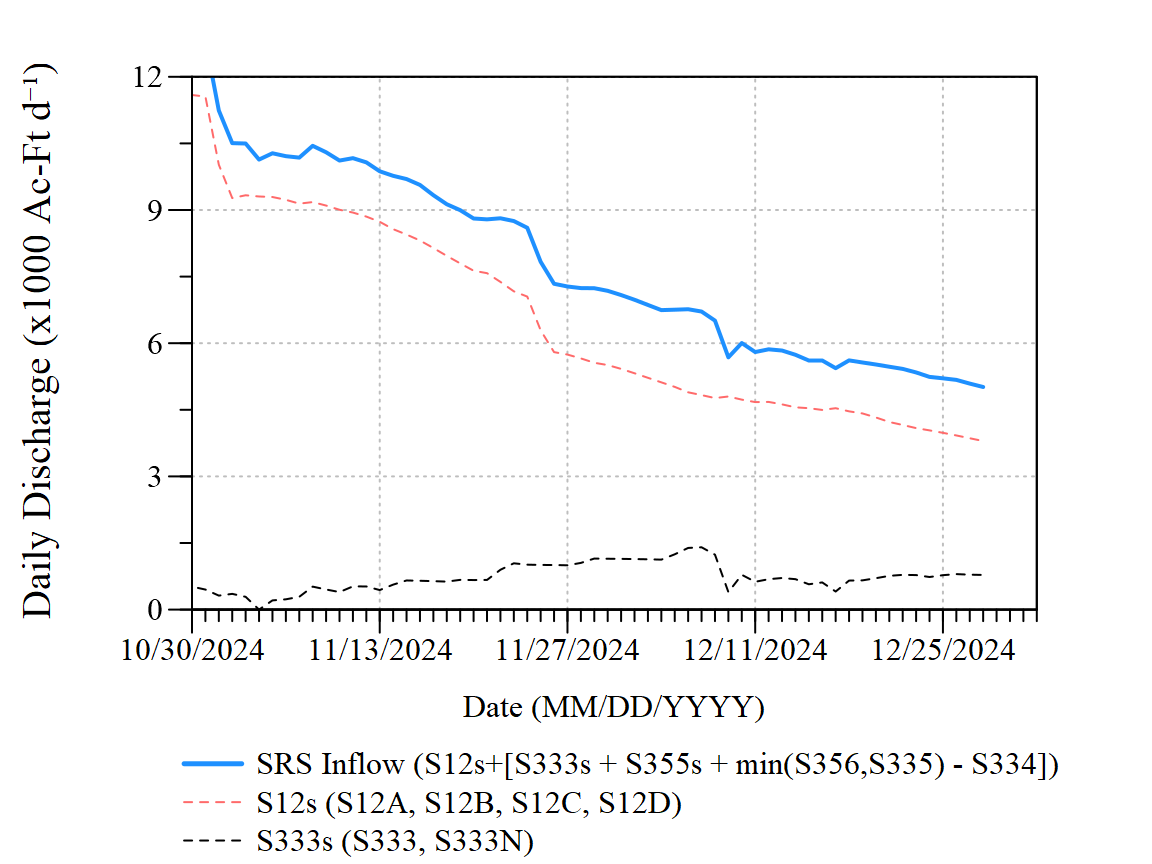 Daily Discharge (x1000 Ac-Ft d⁻¹)
12
9
6
3
0
10/30/2024 11/13/2024 11/27/2024 12/11/2024 12/25/2024
Date (MM/DD/YYYY)
SRS Inflow (S12s+[S333s + S355s + min(S356,S335) - S334])
S12s (S12A, S12B, S12C, S12D)
S333s (S333, S333N)